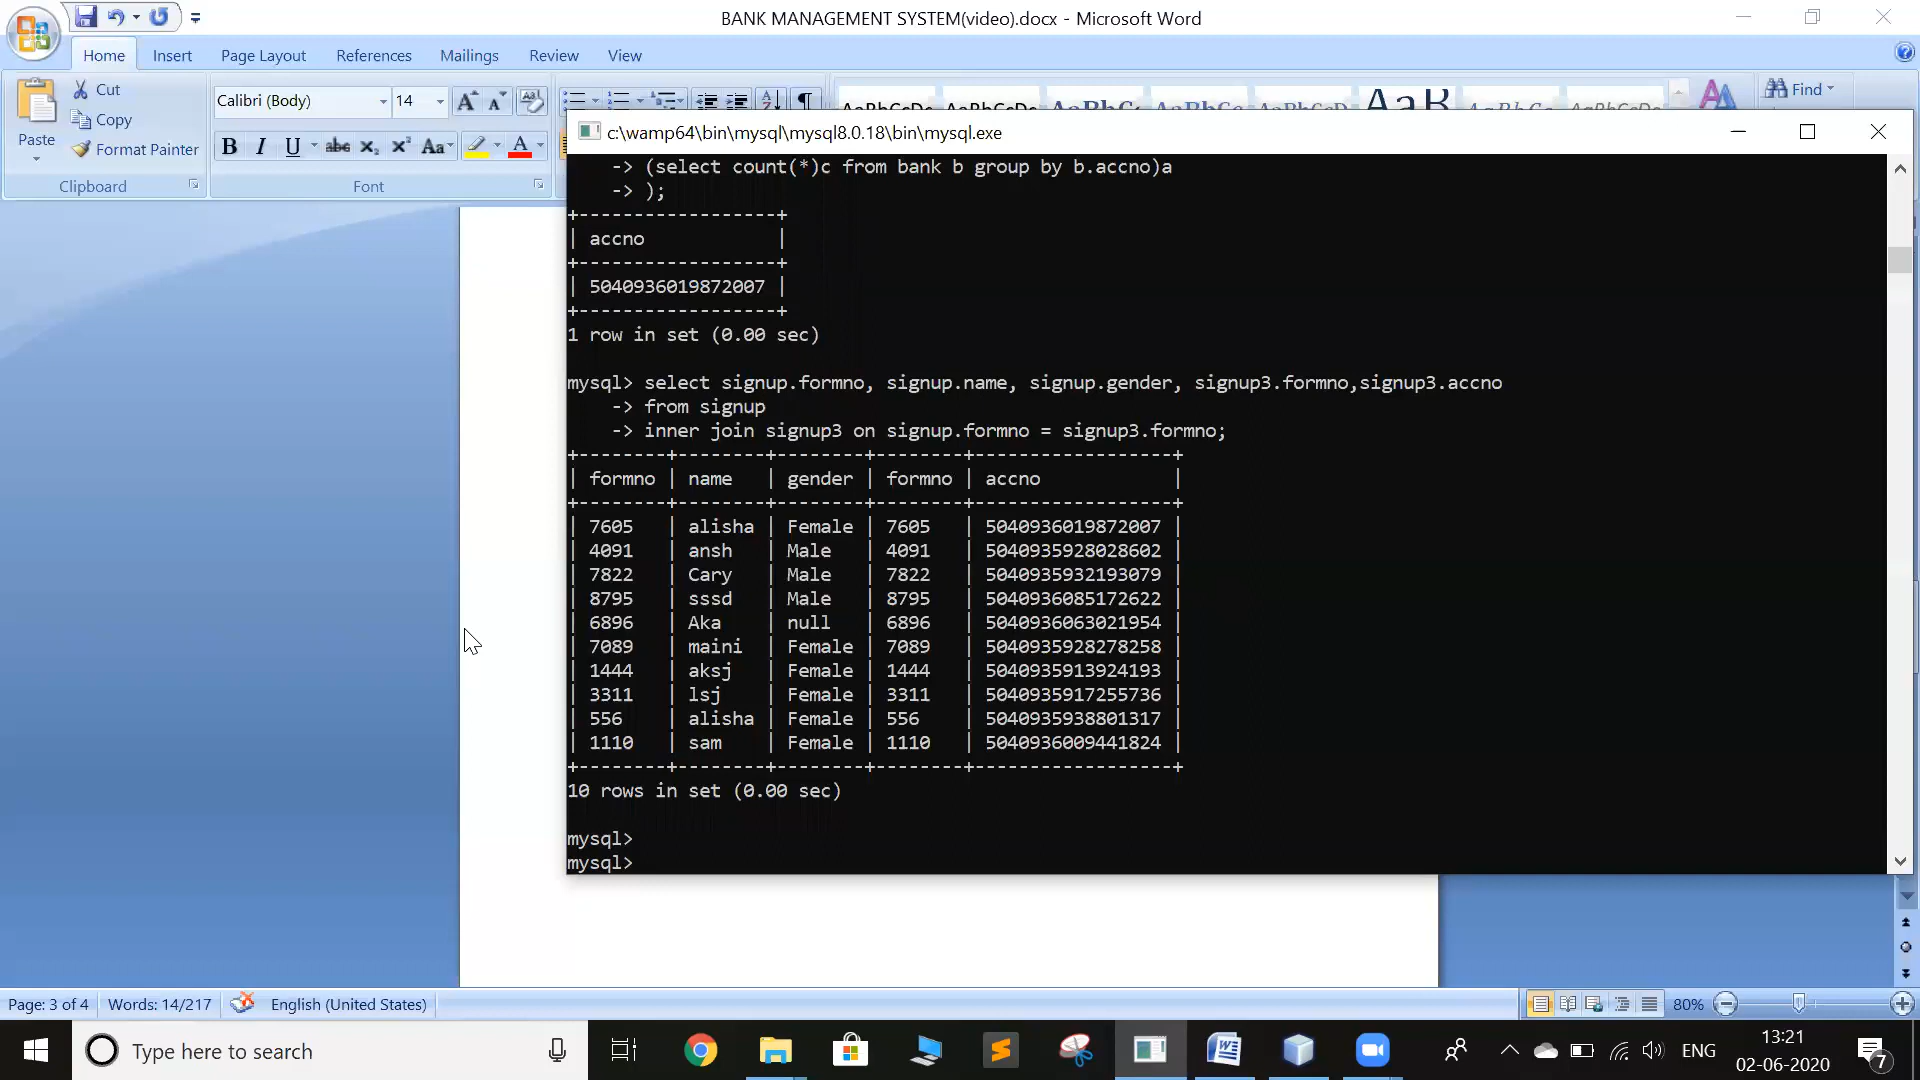 BANK MANAGEMENT SYSTEM(video).docx - Microsoft Word
Home Insert Page Layout References Mailings Review View
Cut
Copy
Format Painter
Paste
Clipboard
Calibri (Body) 14
Font
Find
c:\wamp64\bin\mysql\mysql8.0.18\bin\mysql.exe
-> (select count(*)c from bank b group by b.accno)a
-> );
+------------------+
| accno            |
+------------------+
| 5040936019872007 |
+------------------+
1 row in set (0.00 sec)
mysql> select signup.formno, signup.name, signup.gender, signup3.formno,signup3.accno
-> from signup
-> inner join signup3 on signup.formno = signup3.formno;
+--------+--------+--------+--------+------------------+
| formno | name   | gender | formno | accno            |
+--------+--------+--------+--------+------------------+
| 7605   | alisha | Female | 7605   | 5040936019872007 |
| 4091   | ansh   | Male   | 4091   | 5040935928028602 |
| 7822   | Cary   | Male   | 7822   | 5040935932193079 |
| 8795   | sssd   | Male   | 8795   | 5040936085172622 |
| 6896   | Aka    | null   | 6896   | 5040936063021954 |
| 7089   | maini  | Female | 7089   | 5040935928278258 |
| 1444   | aksj   | Female | 1444   | 5040935913924193 |
| 3311   | lsj    | Female | 3311   | 5040935917255736 |
| 556    | alisha | Female | 556    | 5040935938801317 |
| 1110   | sam    | Female | 1110   | 5040936009441824 |
+--------+--------+--------+--------+------------------+
10 rows in set (0.00 sec)
mysql>
mysql>
Page: 3 of 4 Words: 14/217 English (United States) 80%
Type here to search
ENG
13:21
02-06-2020
7